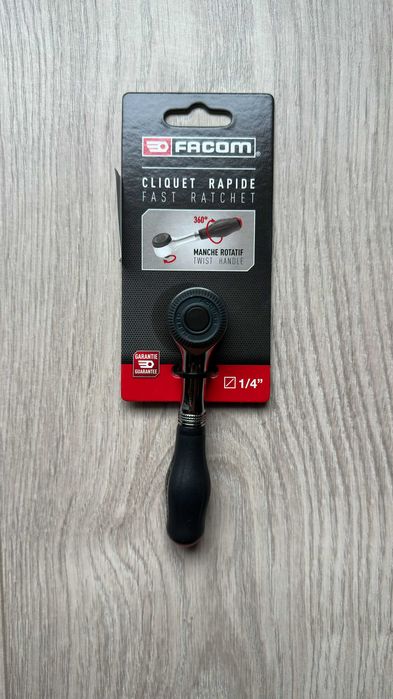 FACOM
CLIQUET RAPIDE
FAST RATCHET
360°
MANCHE ROTATIF
TWIST HANDLE
GARANTIE
GUARANTEE
1/4"